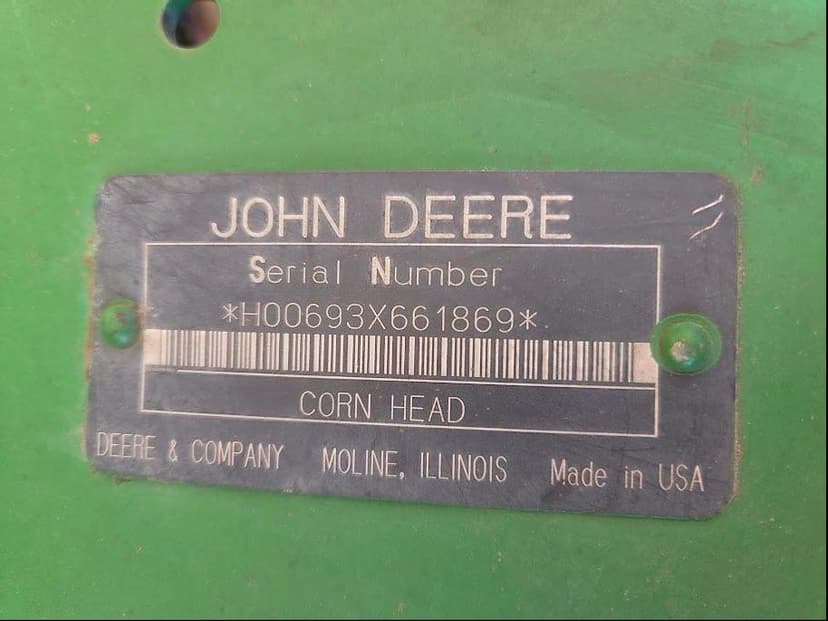 JOHN DEERE
Serial Number
*H00693X661869*
CORN HEAD
DEERE & COMPANY MOLINE, ILLINOIS Made in USA